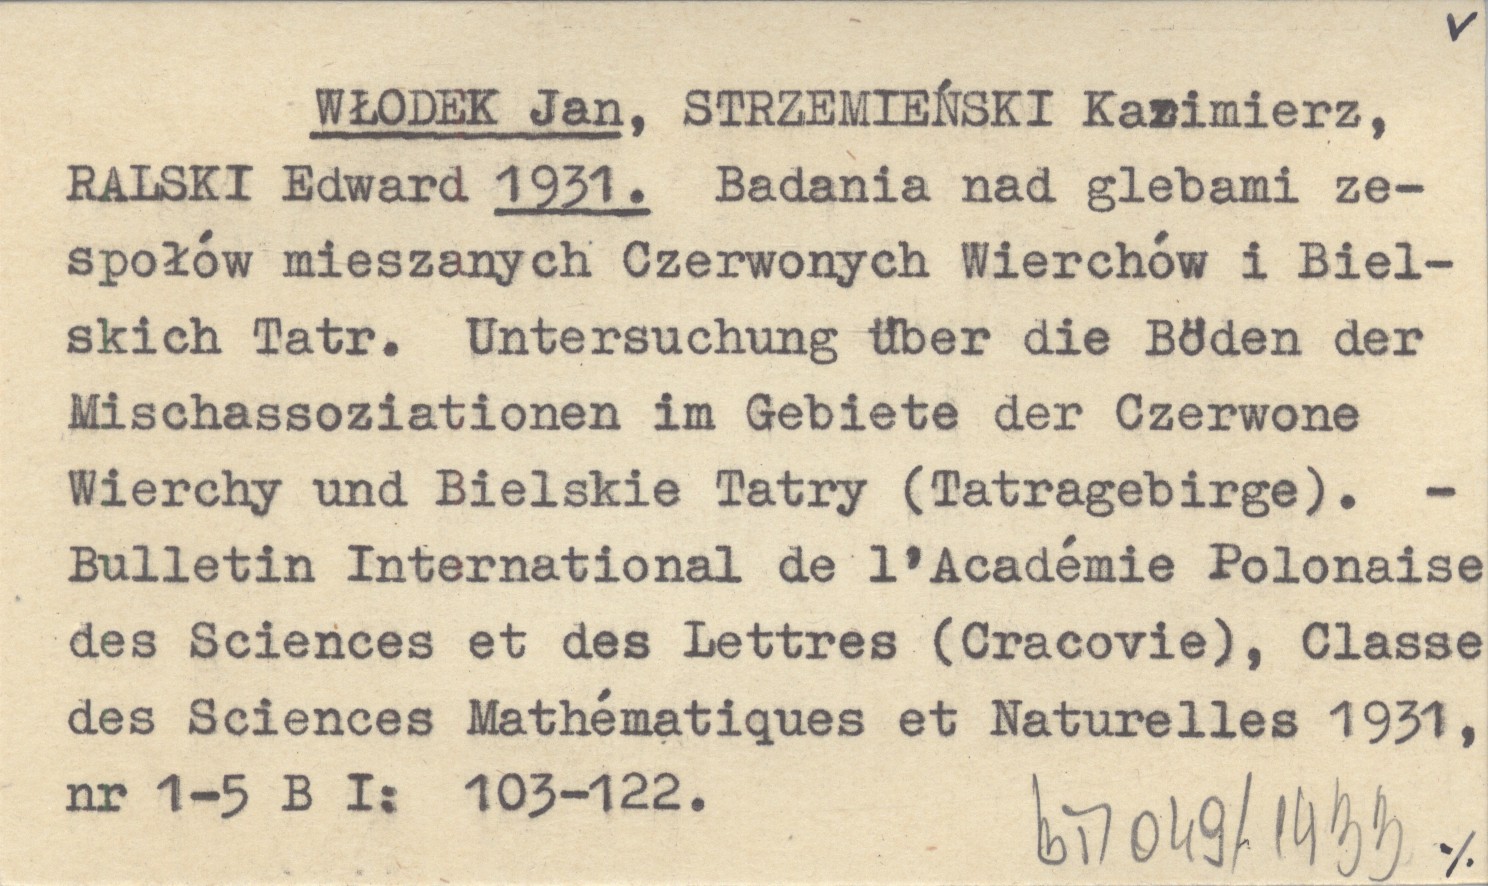 ✓
WŁODEK Jan, STRZEMIEŃSKI Kazimierz,
RALSKI Edward 1931. Badania nad glebami ze-
społów mieszanych Czerwonych Wierchów i Biel-
skich Tatr. Untersuchung über die Böden der
Mischassoziationen im Gebiete der Czerwone
Wierchy und Bielskie Tatry (Tatragebirge). -
Bulletin International de l'Académie Polonaise
des Sciences et des Lettres (Cracovie), Classe
des Sciences Mathématiques et Naturelles 1931,
nr 1-5 B I: 103-122.
049/1433 ·/.